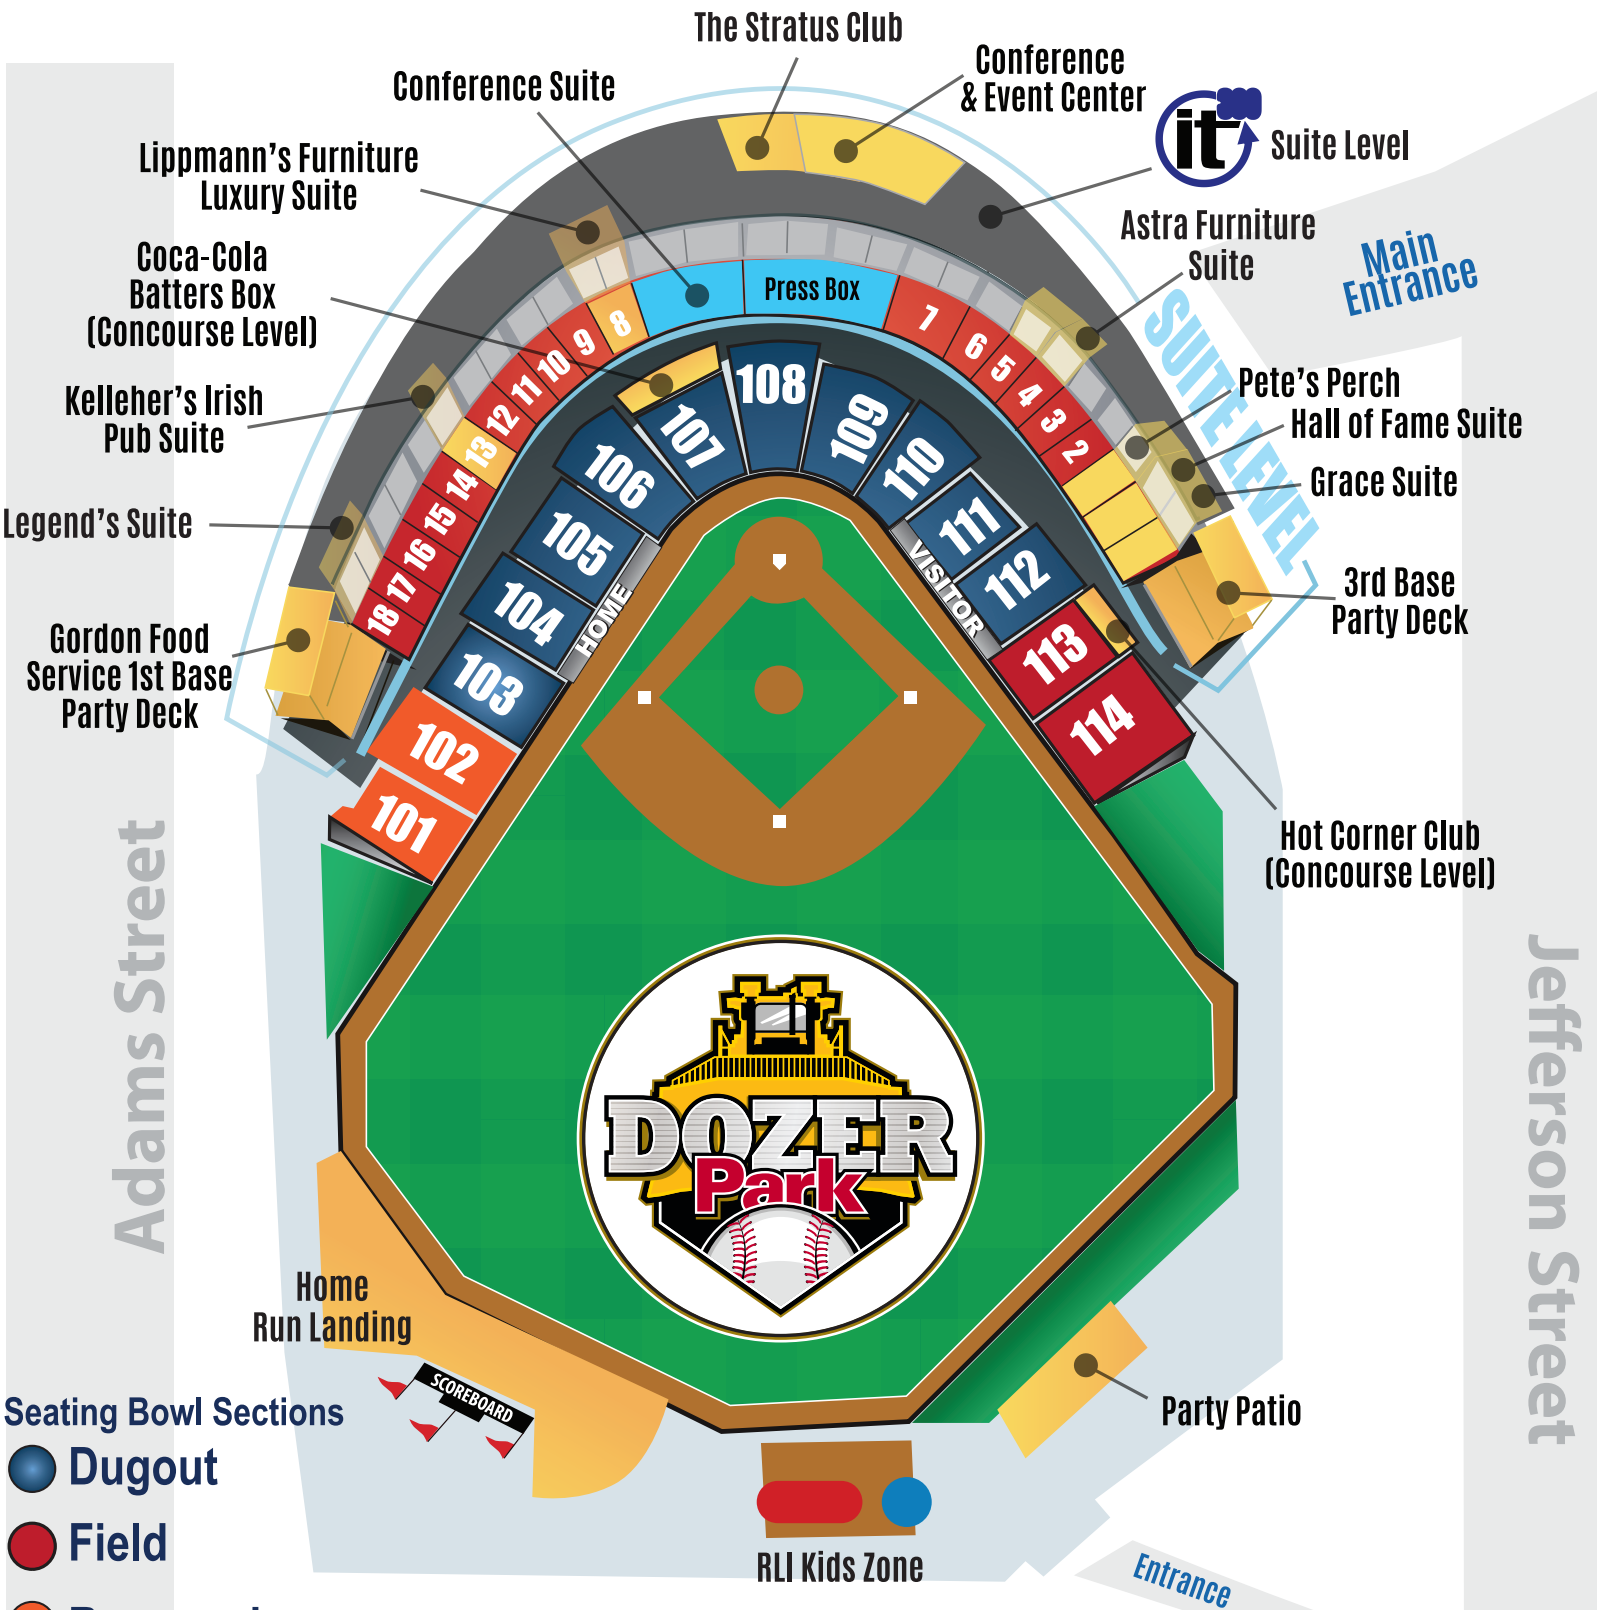 The Stratus Club
Conference
& Event Center
Conference Suite
it
Suite Level
Lippmann's Furniture
Luxury Suite
Astra Furniture
Suite
Main
Entrance
Coca-Cola
Batters Box
(Concourse Level)
Press Box
SUITE LEVEL
Kelleher's Irish
Pub Suite
Pete's Perch
Hall of Fame Suite
Grace Suite
Legend's Suite
3rd Base
Party Deck
Gordon Food
Service 1st Base
Party Deck
18
17
16
15
14
13
12
11
10
9
8
7
6
5
4
3
2
101
102
103
104
105
106
107
108
109
110
111
112
113
114
HOME
VISITOR
Hot Corner Club
(Concourse Level)
Adams Street
Jefferson Street
DOZER
Park
Home
Run Landing
SCOREBOARD
Party Patio
RLI Kids Zone
Entrance
Seating Bowl Sections
Dugout
Field